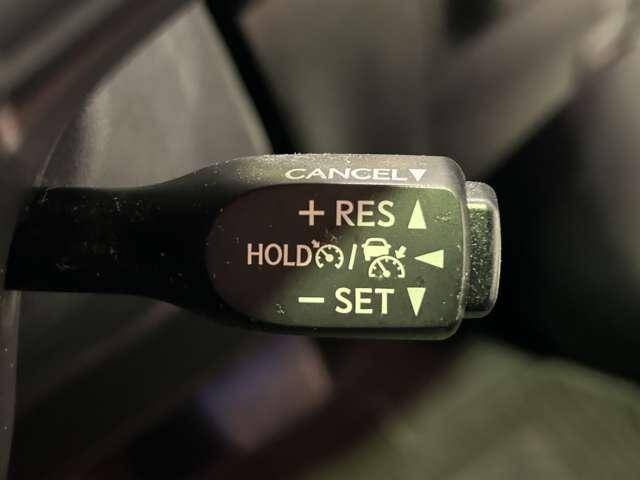 CANCEL▼
+ RES ▲
HOLD / ◀
− SET ▼